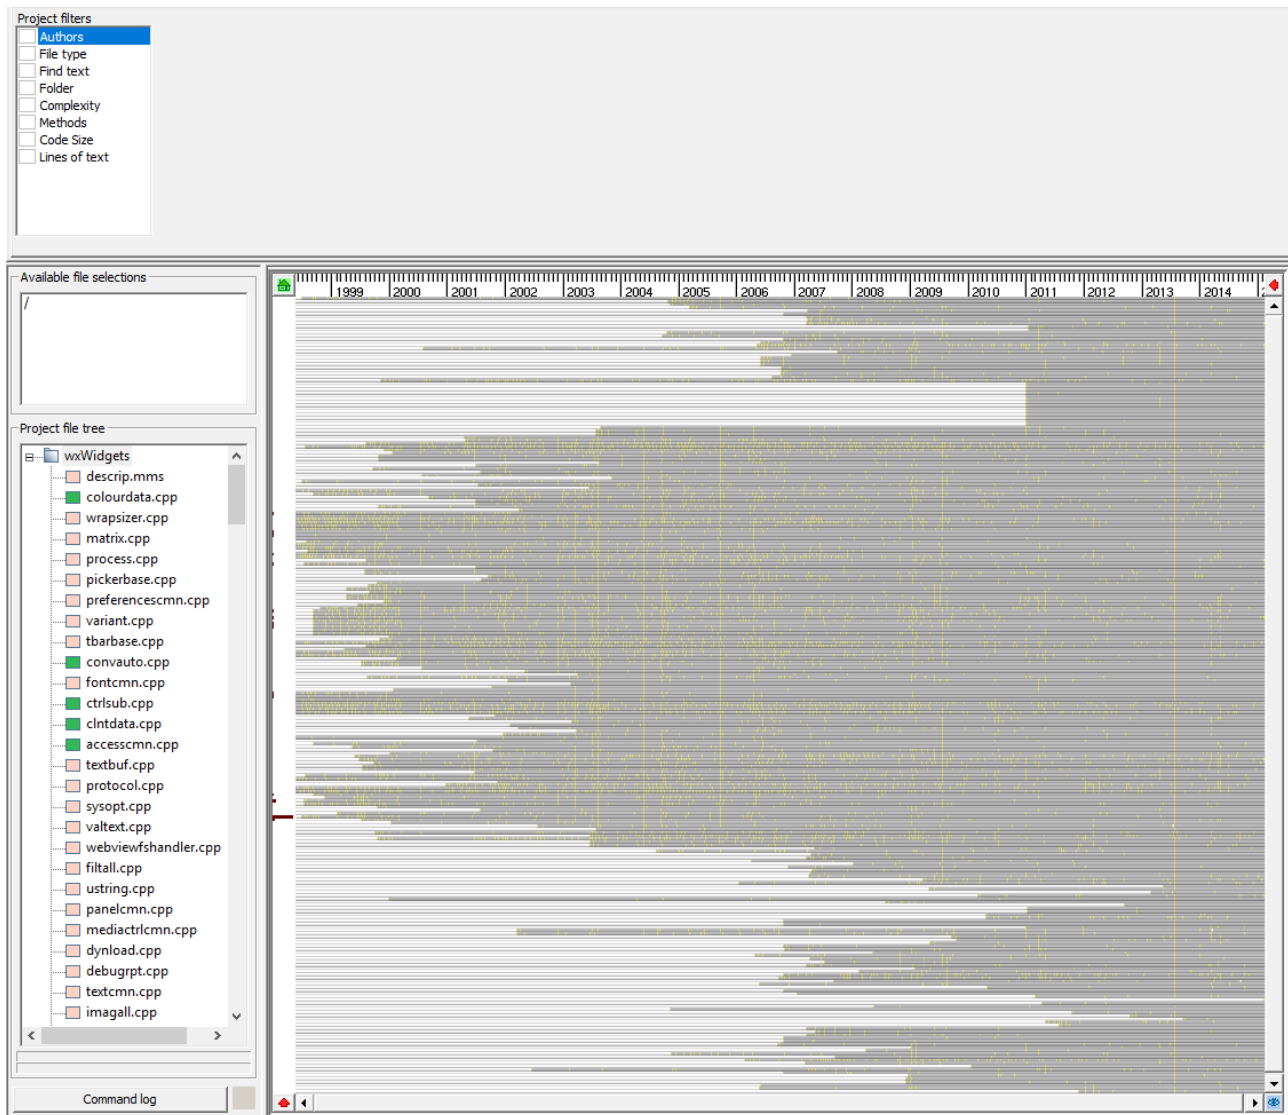 Project filters
Authors
File type
Find text
Folder
Complexity
Methods
Code Size
Lines of text
Available file selections
/
Project file tree
wxWidgets
descrip.mms
colourdata.cpp
wrapsizer.cpp
matrix.cpp
process.cpp
pickerbase.cpp
preferencescmn.cpp
variant.cpp
tbarbase.cpp
convauto.cpp
fontcmn.cpp
ctrlsub.cpp
clntdata.cpp
accesscmn.cpp
textbuf.cpp
protocol.cpp
sysopt.cpp
valtext.cpp
webviewfshandler.cpp
filtall.cpp
ustring.cpp
panelcmn.cpp
mediactrlcmn.cpp
dynload.cpp
debugrpt.cpp
textcmn.cpp
imagall.cpp
Command log
1999 2000 2001 2002 2003 2004 2005 2006 2007 2008 2009 2010 2011 2012 2013 2014